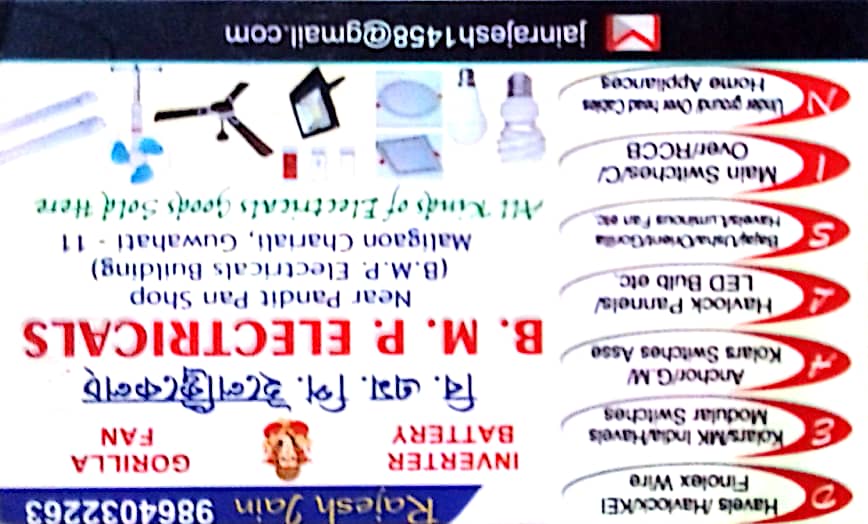 D
Havels /Havlock/KEI
Finolex Wire
E
Kolars/MK India/Havels
Modular Switches
A
Anchor/G.M/
Kolars Switches Asso
L
Havlock Pannels/
LED Bulb etc.
S
Bajaj/Usha/Orient/Gorilla
Havels/Luminous Fan etc.
I
Main Switches/C/
Over/RCCB
N
Under ground/ Over head Cables
Home Appliances
Rajesh Jain 9864032263
INVERTER
BATTERY
GORILLA
FAN
বি. এম. পি. ইলেক্ট্রিকেলচ্
B. M. P. ELECTRICALS
Near Pandit Pan Shop
(B.M.P. Electricals Building)
Maligaon Chariali, Guwahati - 11
All Kinds of Electricals Goods Sold Here
jainrajesh1458@gmail.com